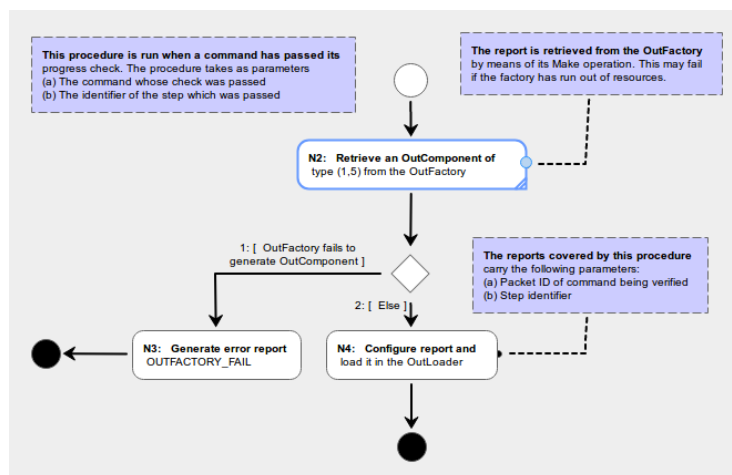 This procedure is run when a command has passed its
progress check. The procedure takes as parameters
(a) The command whose check was passed
(b) The identifier of the step which was passed
The report is retrieved from the OutFactory
by means of its Make operation. This may fail
if the factory has run out of resources.
N2: Retrieve an OutComponent of
type (1,5) from the OutFactory
1: [ OutFactory fails to
generate OutComponent ]
The reports covered by this procedure
carry the following parameters:
(a) Packet ID of command being verified
(b) Step identifier
2: [ Else ]
N3: Generate error report
OUTFACTORY_FAIL
N4: Configure report and
load it in the OutLoader